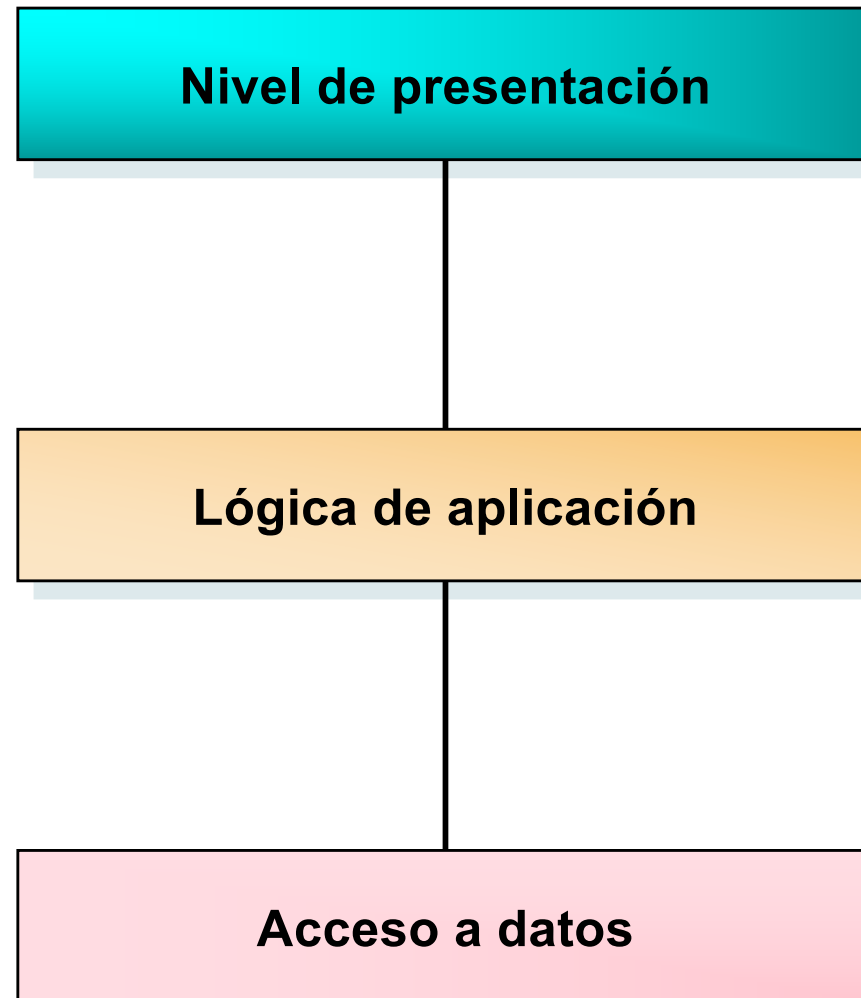 Nivel de presentación
Lógica de aplicación
Acceso a datos